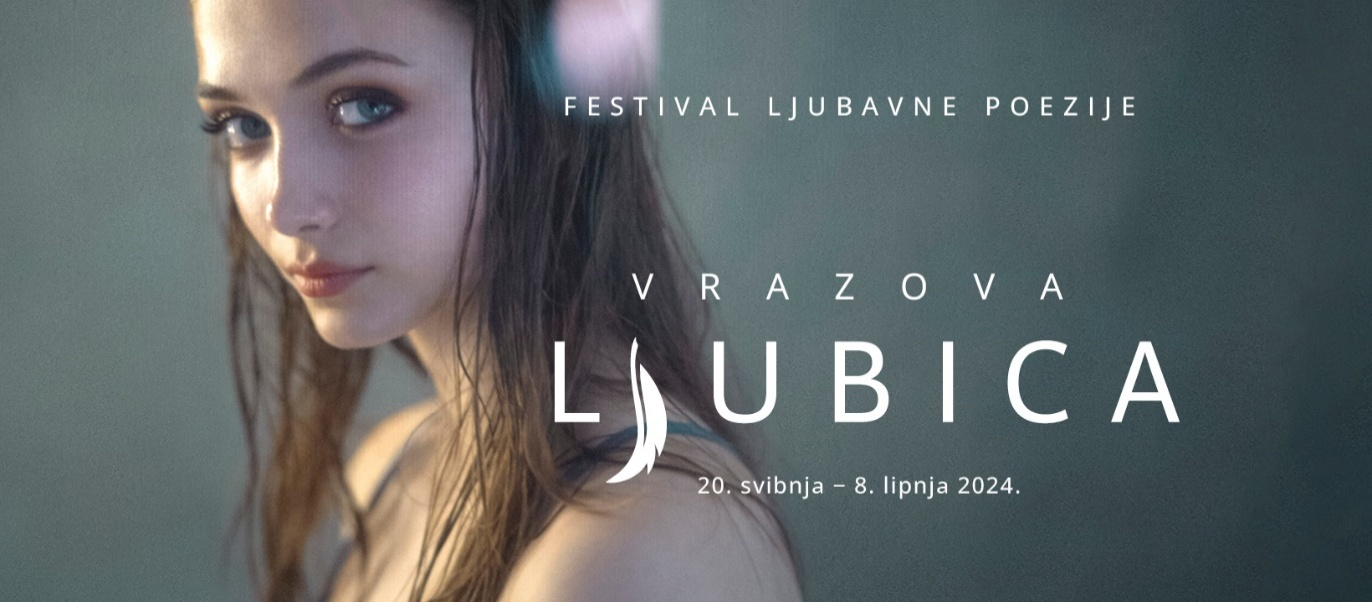 FESTIVAL LJUBAVNE POEZIJE
VRAZOVA
LJUBICA
20. svibnja – 8. lipnja 2024.